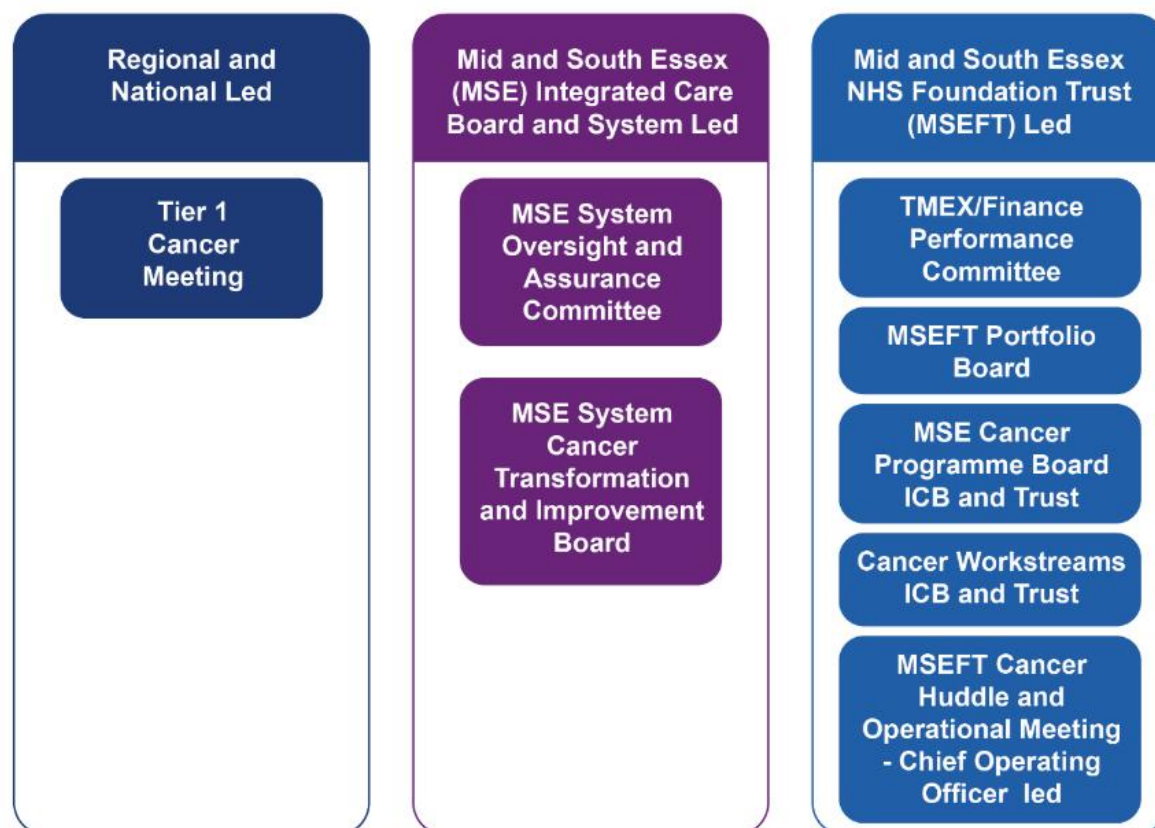 Regional and
National Led
Tier 1
Cancer
Meeting
Mid and South Essex
(MSE) Integrated Care
Board and System Led
MSE System
Oversight and
Assurance
Committee
MSE System
Cancer
Transformation
and Improvement
Board
Mid and South Essex
NHS Foundation Trust
(MSEFT) Led
TMEX/Finance
Performance
Committee
MSEFT Portfolio
Board
MSE Cancer
Programme Board
ICB and Trust
Cancer Workstreams
ICB and Trust
MSEFT Cancer
Huddle and
Operational Meeting
- Chief Operating
Officer led